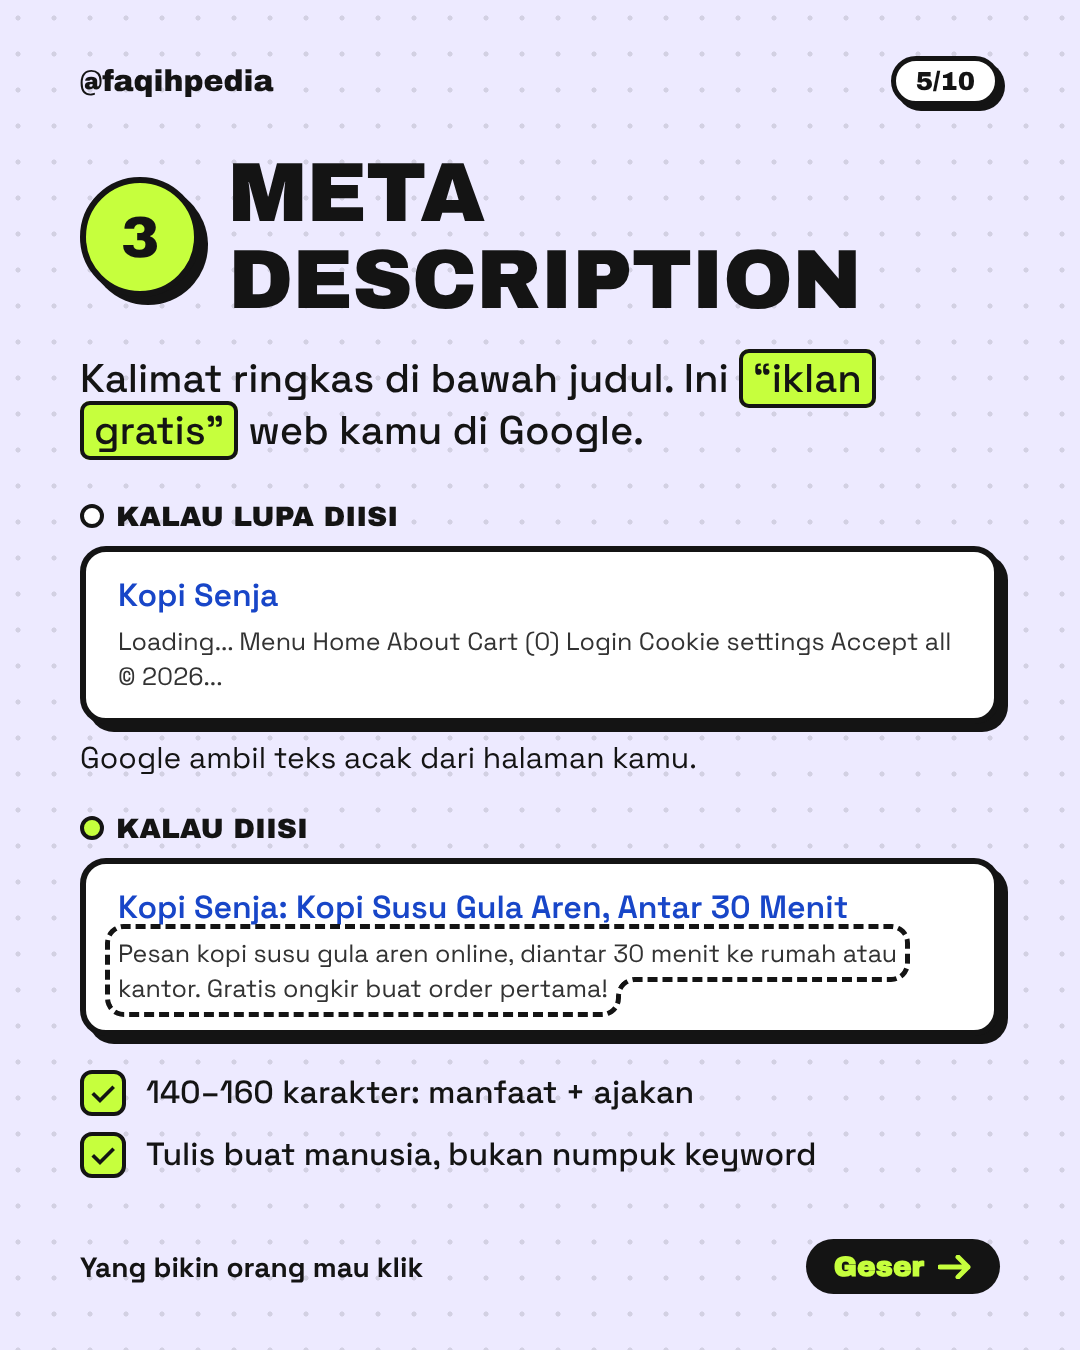 @faqihpedia
5/10
3
META
DESCRIPTION
Kalimat ringkas di bawah judul. Ini “iklan
gratis” web kamu di Google.
KALAU LUPA DIISI
Kopi Senja
Loading... Menu Home About Cart (0) Login Cookie settings Accept all
© 2026...
Google ambil teks acak dari halaman kamu.
KALAU DIISI
Kopi Senja: Kopi Susu Gula Aren, Antar 30 Menit
Pesan kopi susu gula aren online, diantar 30 menit ke rumah atau
kantor. Gratis ongkir buat order pertama!
140–160 karakter: manfaat + ajakan
Tulis buat manusia, bukan numpuk keyword
Yang bikin orang mau klik
Geser →